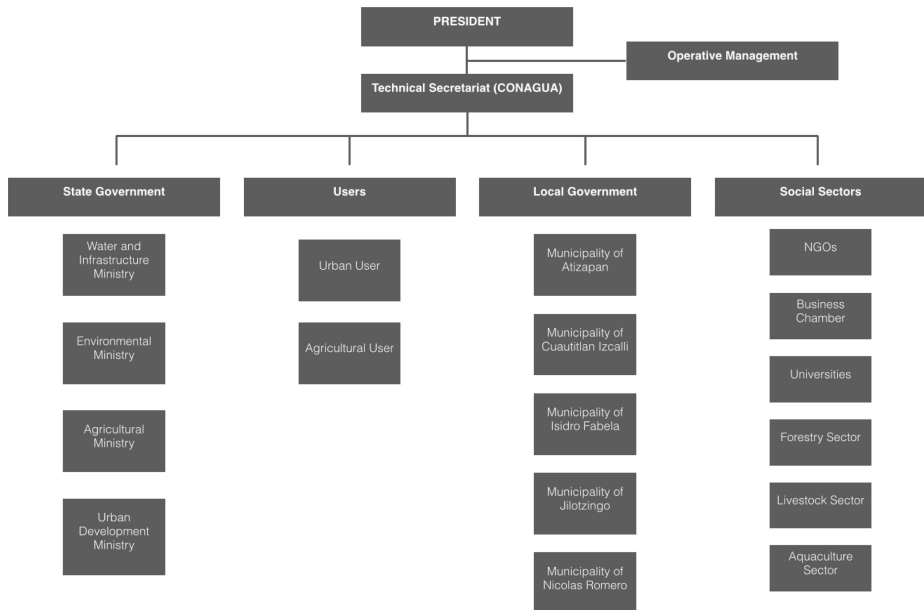 PRESIDENT
Operative Management
Technical Secretariat (CONAGUA)
State Government
Users
Local Government
Social Sectors
Water and
Infrastructure
Ministry
Environmental
Ministry
Agricultural
Ministry
Urban
Development
Ministry
Urban User
Agricultural User
Municipality of
Atizapan
Municipality of
Cuautitlan Izcalli
Municipality of
Isidro Fabela
Municipality of
Jilotzingo
Municipality of
Nicolas Romero
NGOs
Business
Chamber
Universities
Forestry Sector
Livestock Sector
Aquaculture
Sector